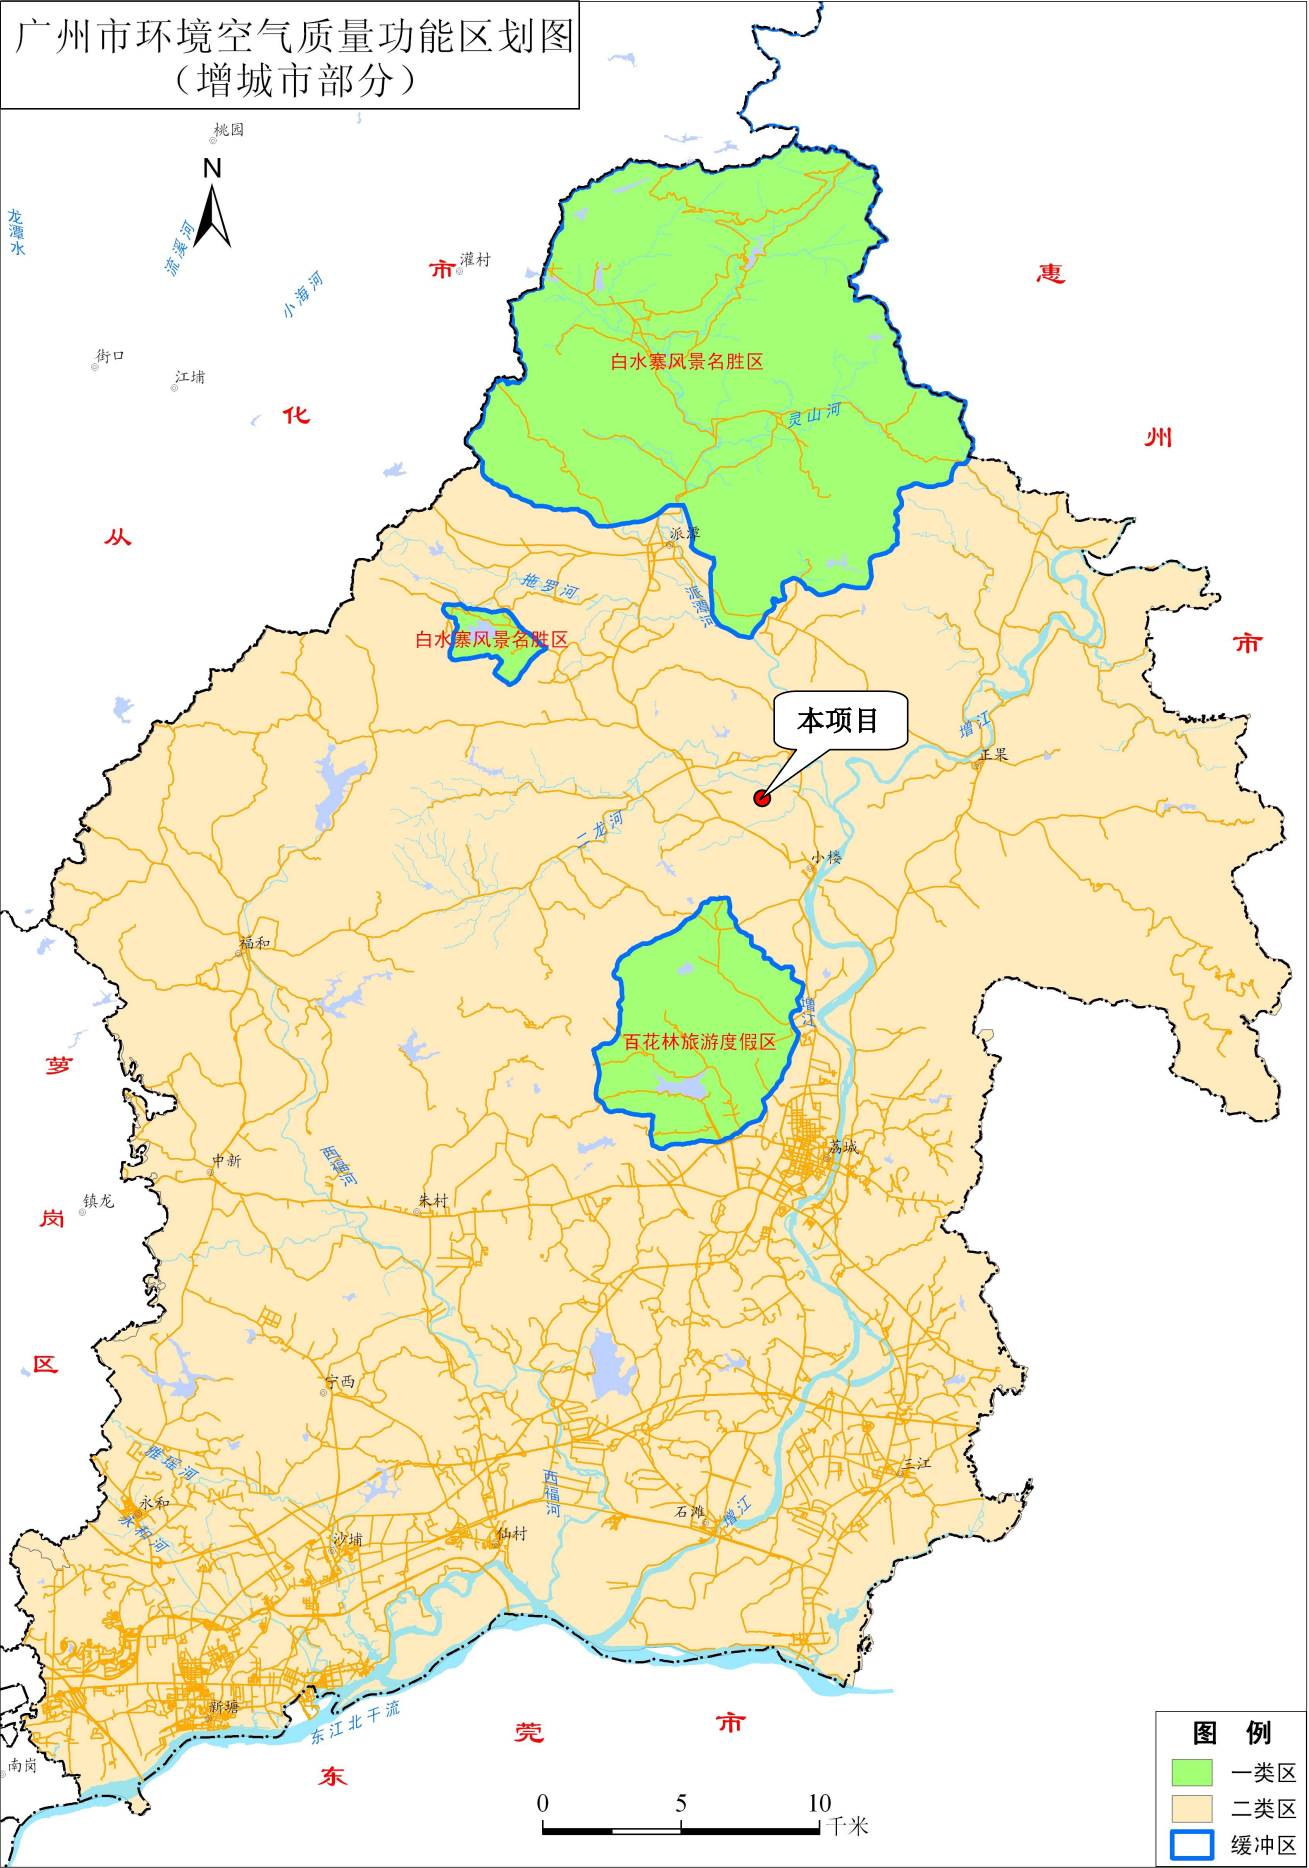 广州市环境空气质量功能区划图
（增城市部分）
桃园
N
龙潭水
流溪河
小海河
市
灌村
惠
街口
江埔
化
州
白水寨风景名胜区
灵山河
从
派潭
拖罗河
派潭河
白水寨风景名胜区
市
本项目
增江
正果
二龙河
小楼
福和
增江
百花林旅游度假区
萝
荔城
西福河
中新
朱村
镇龙
岗
区
宁西
雅瑶河
三江
永和
永和河
西福河
石滩
增江
沙埔
仙村
新塘
东江北干流
莞
市
东
南岗
图 例
一类区
二类区
缓冲区
0 5 10
千米